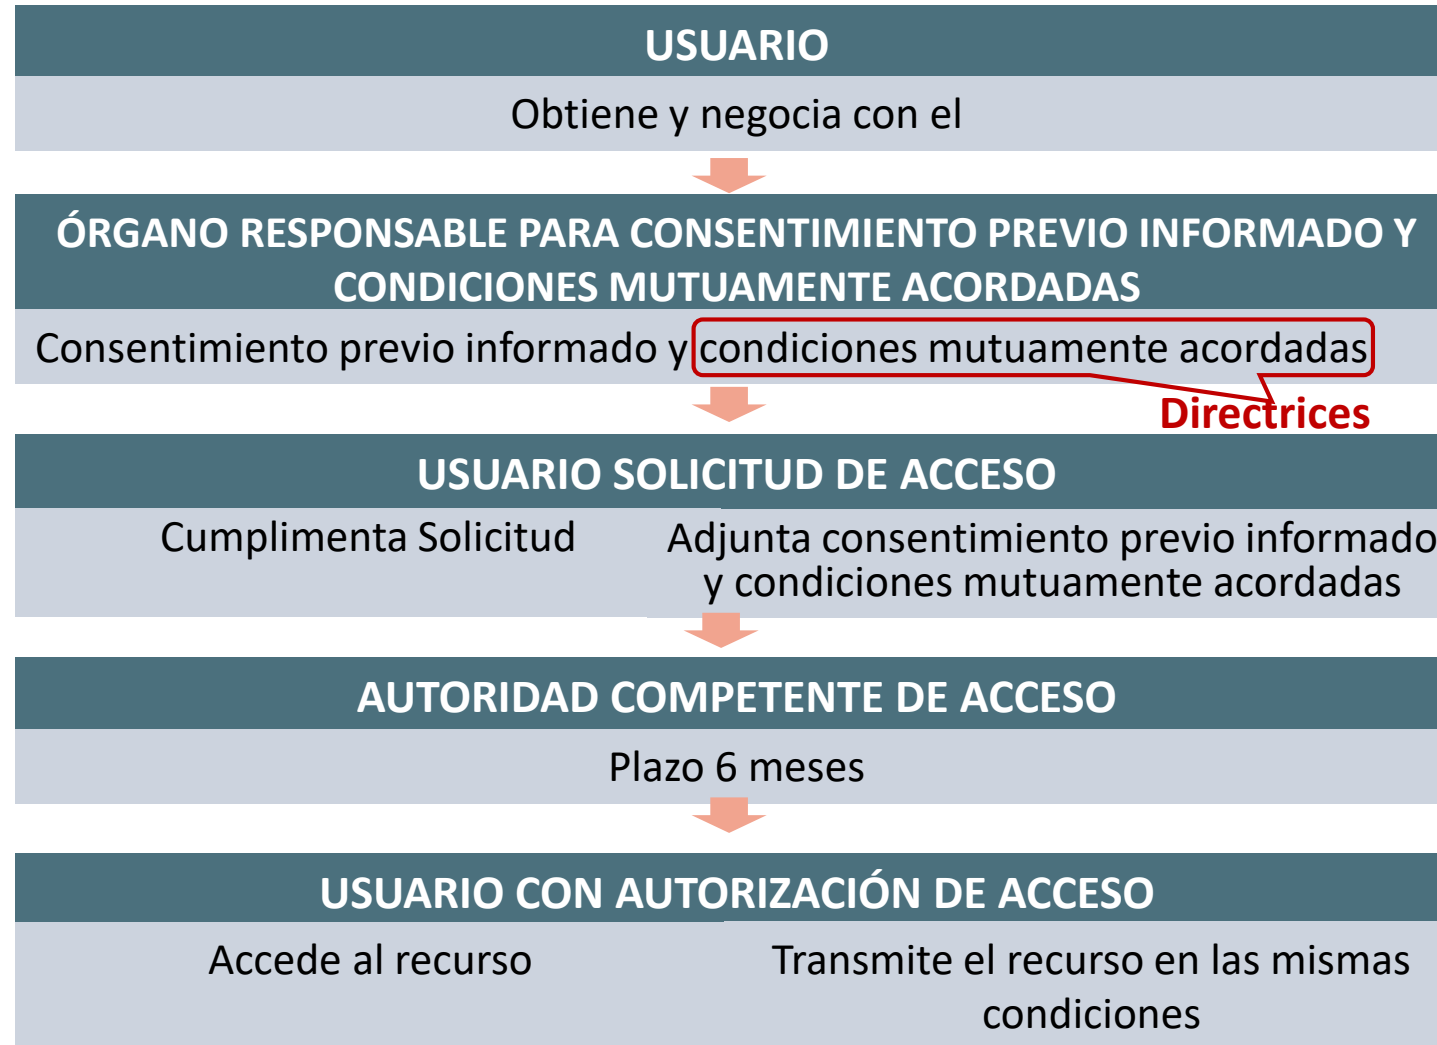 USUARIO
Obtiene y negocia con el
ÓRGANO RESPONSABLE PARA CONSENTIMIENTO PREVIO INFORMADO Y
CONDICIONES MUTUAMENTE ACORDADAS
Consentimiento previo informado y condiciones mutuamente acordadas
Directrices
USUARIO SOLICITUD DE ACCESO
Cumplimenta Solicitud
Adjunta consentimiento previo informado
y condiciones mutuamente acordadas
AUTORIDAD COMPETENTE DE ACCESO
Plazo 6 meses
USUARIO CON AUTORIZACIÓN DE ACCESO
Accede al recurso
Transmite el recurso en las mismas
condiciones